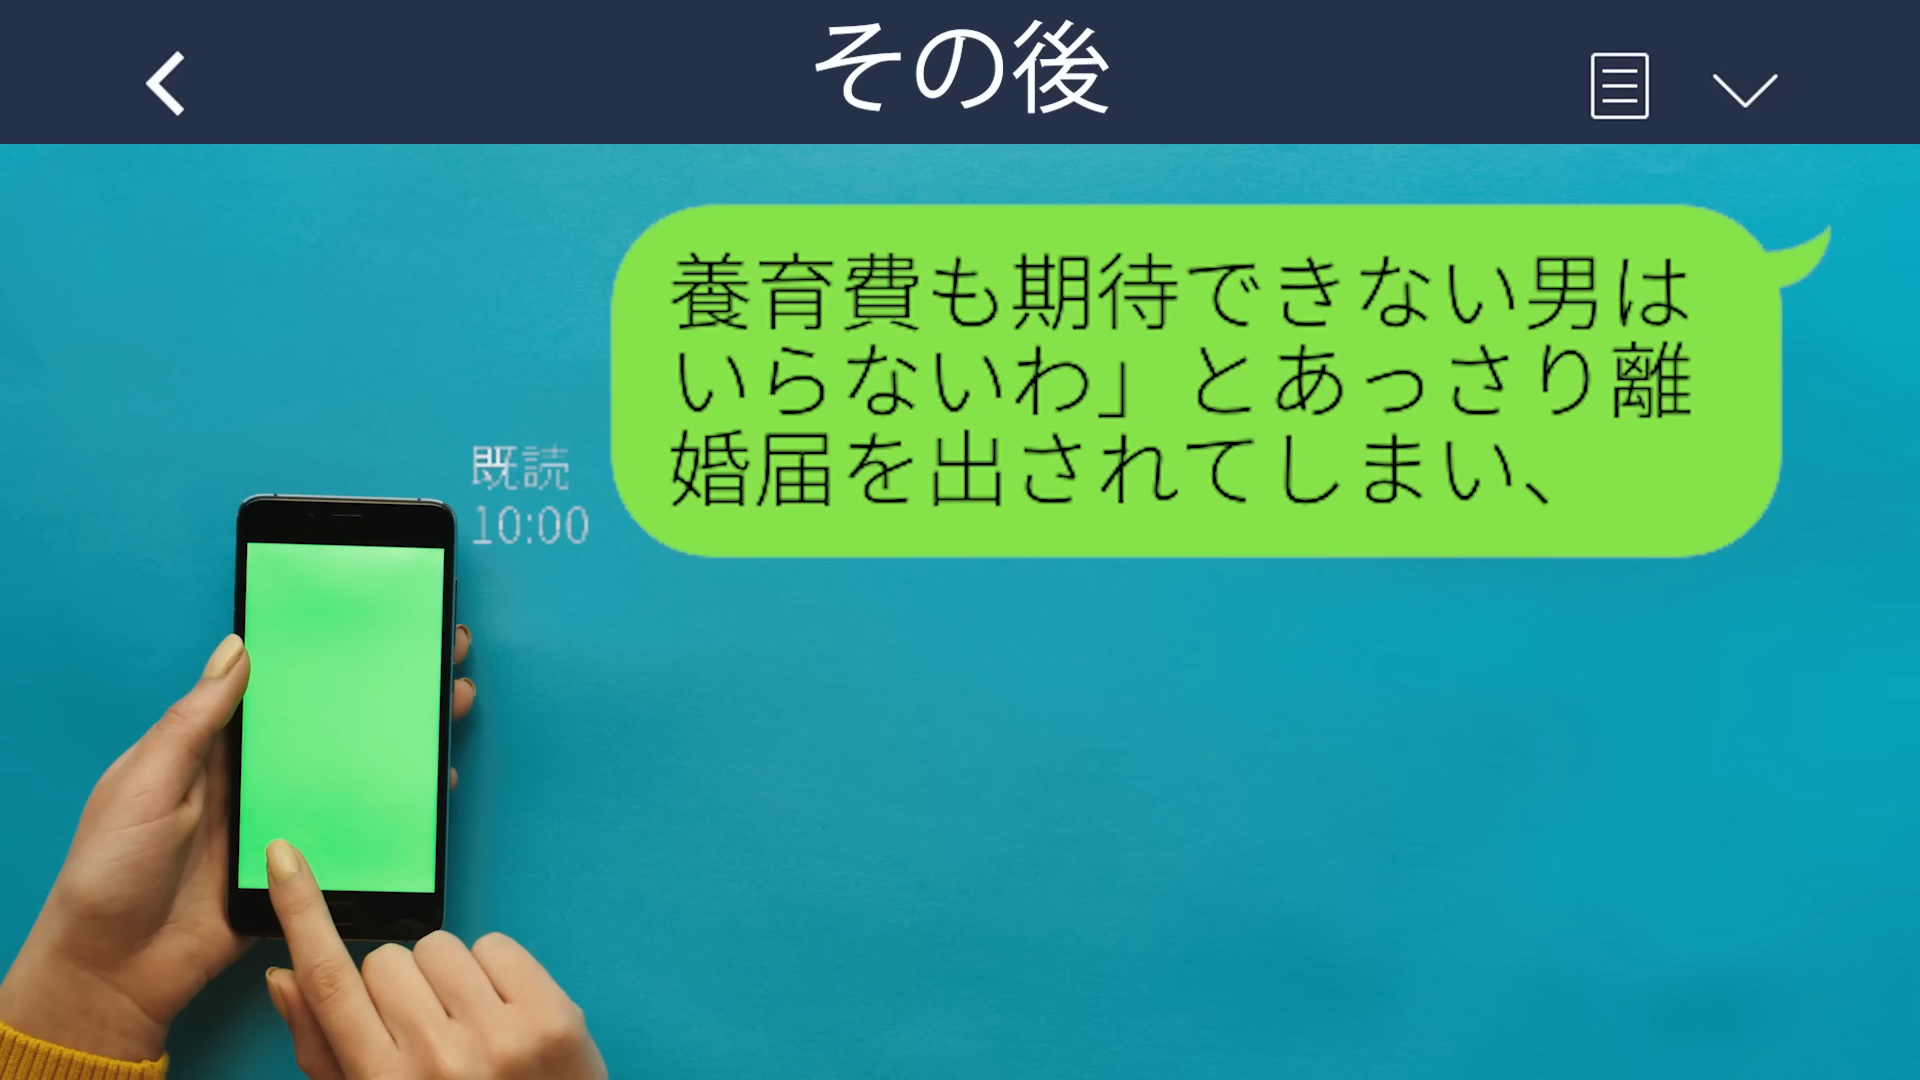 その後
養育費も期待できない男は
いらないわ」とあっさり離
婚届を出されてしまい、
既読
10:00